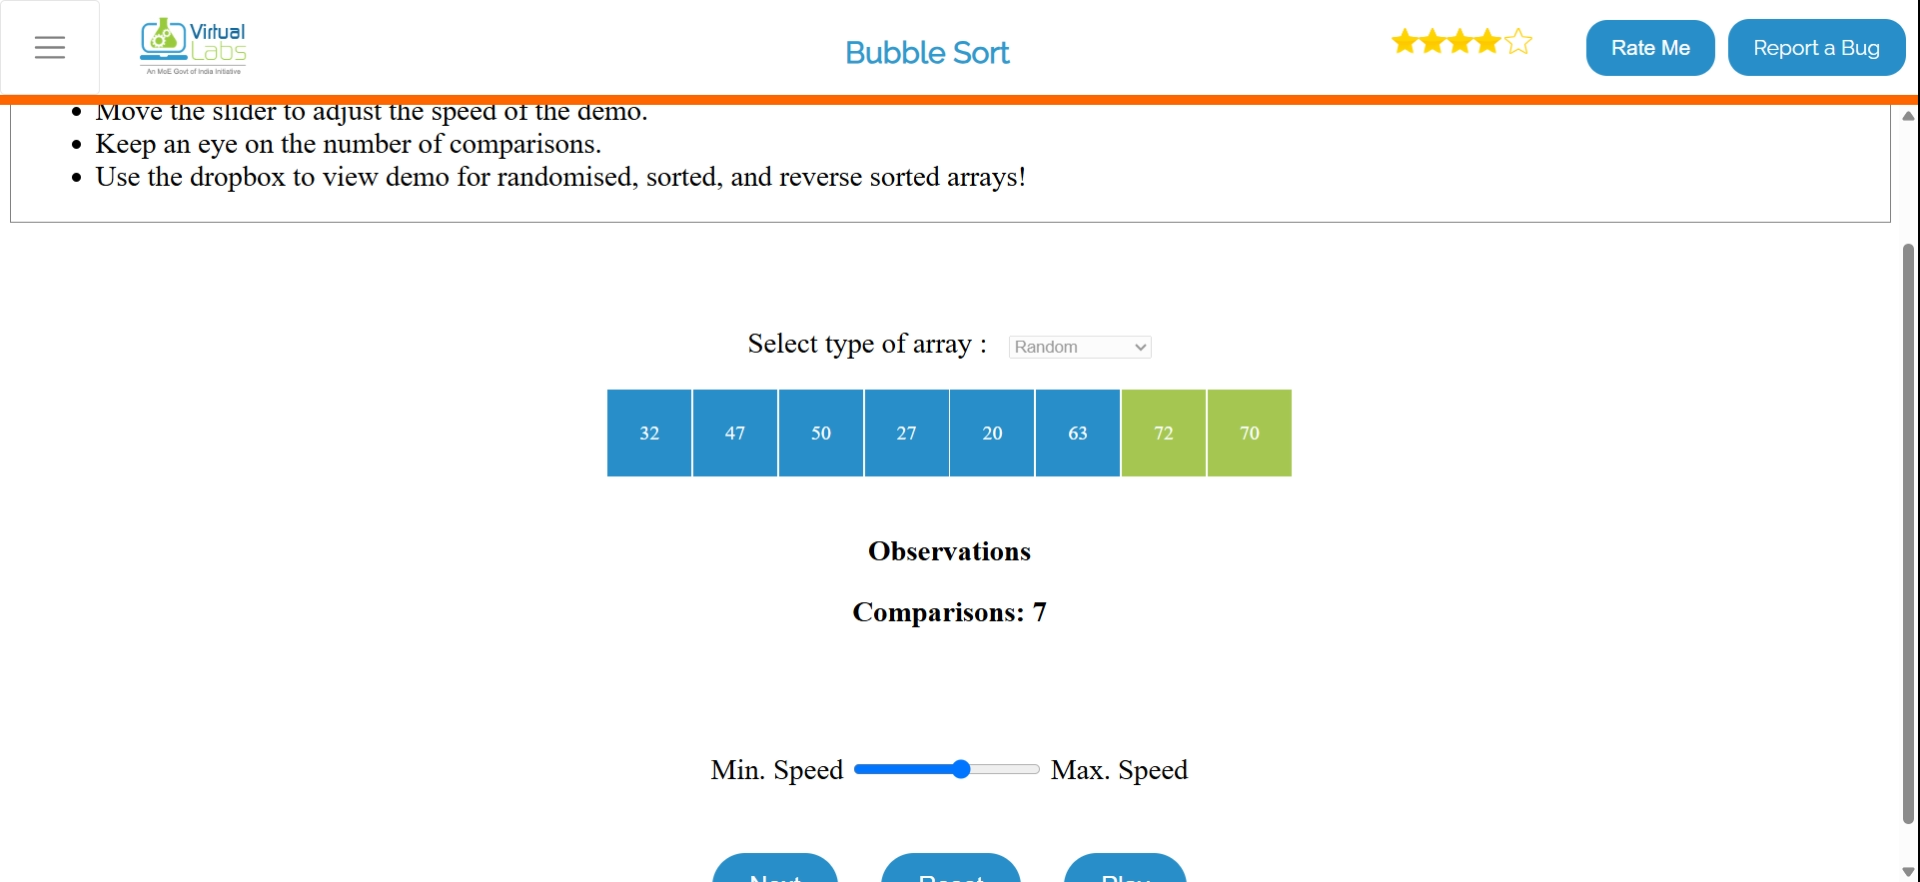 Virtual
Labs
An MoE Govt of India Initiative
Bubble Sort
Rate Me
Report a Bug
Move the slider to adjust the speed of the demo.
Keep an eye on the number of comparisons.
Use the dropbox to view demo for randomised, sorted, and reverse sorted arrays!
Select type of array : Random
32 47 50 27 20 63 72 70
Observations
Comparisons: 7
Min. Speed Max. Speed
Next Reset Play